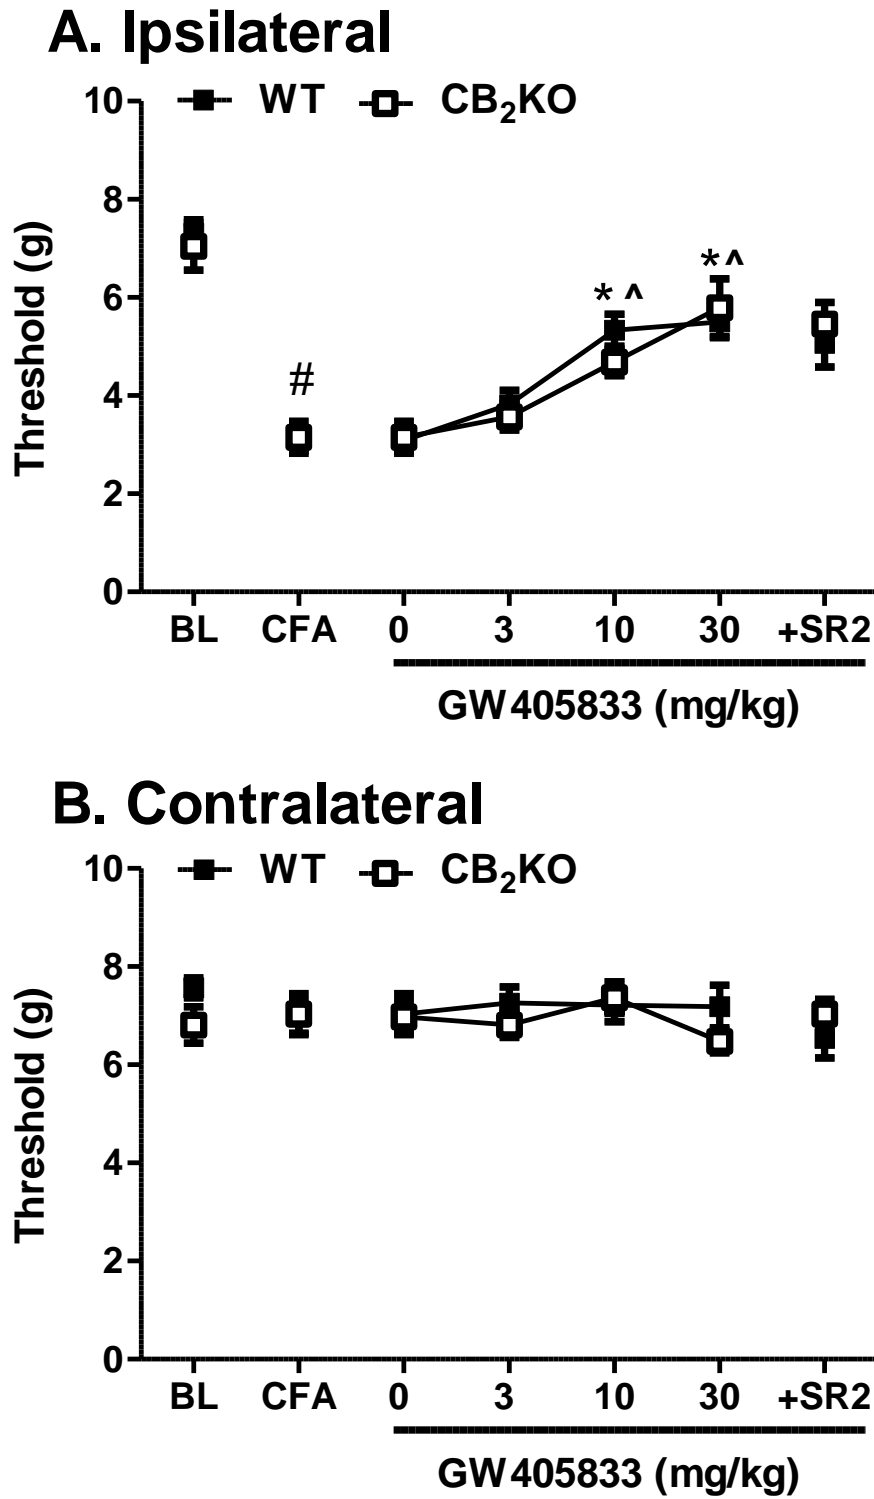 A. Ipsilateral
WT CB₂KO
10
8
6
4
2
0
Threshold (g)
#
* ^
*^
BL CFA 0 3 10 30 +SR2
GW405833 (mg/kg)
B. Contralateral
WT CB₂KO
10
8
6
4
2
0
Threshold (g)
BL CFA 0 3 10 30 +SR2
GW405833 (mg/kg)